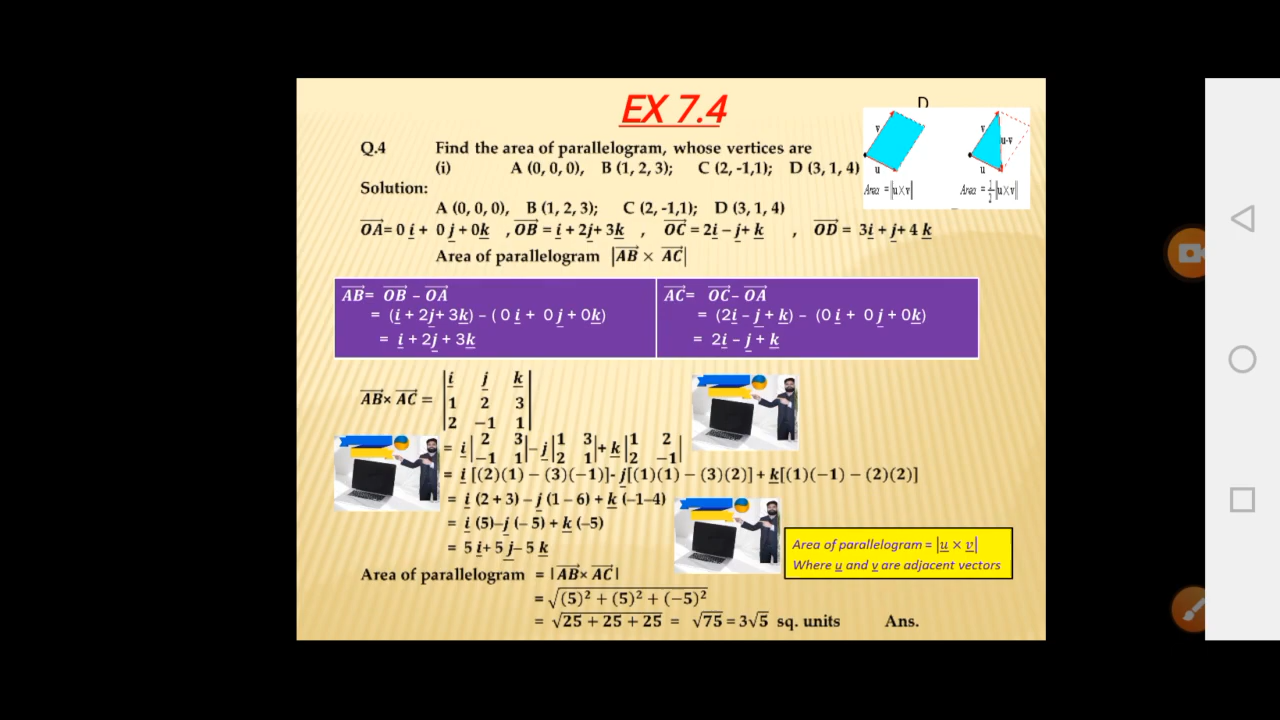 EX 7.4
D
Q.4 Find the area of parallelogram, whose vertices are
(i) A (0, 0, 0), B (1, 2, 3); C (2, -1,1); D (3, 1, 4)
v
u
Area = |u×v|
v
u-v
u
Area = 1/2 |u×v|
Solution:
A (0, 0, 0), B (1, 2, 3); C (2, -1,1); D (3, 1, 4)
OA= 0 i + 0 j + 0k , OB = i + 2j+ 3k , OC = 2i – j+ k , OD = 3i + j+ 4 k
Area of parallelogram |AB × AC|
AB= OB – OA
= (i + 2j+ 3k) – ( 0 i + 0 j + 0k)
= i + 2j + 3k
AC= OC– OA
= (2i – j + k) – (0 i + 0 j + 0k)
= 2i – j + k
AB× AC = |i j k|
|1 2 3|
|2 −1 1|
= i |2 3| – j |1 3| + k |1 2|
|−1 1| |2 1| |2 −1|
= i [(2)(1) − (3)(−1)]- j[(1)(1) − (3)(2)] + k[(1)(−1) − (2)(2)]
= i (2 + 3) – j (1 – 6) + k (–1–4)
= i (5)–j (– 5) + k (–5)
= 5 i+ 5 j– 5 k
Area of parallelogram = |AB× AC|
= √(5)² + (5)² + (−5)²
= √25 + 25 + 25 = √75 = 3√5 sq. units Ans.
Area of parallelogram = |u × v|
Where u and v are adjacent vectors